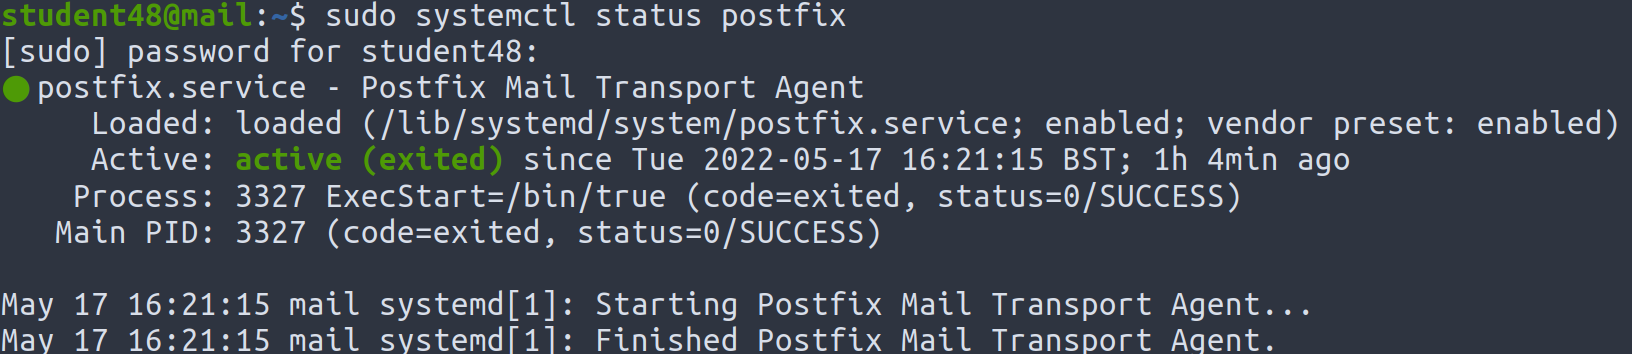 student48@mail:~$ sudo systemctl status postfix
[sudo] password for student48:
● postfix.service - Postfix Mail Transport Agent
     Loaded: loaded (/lib/systemd/system/postfix.service; enabled; vendor preset: enabled)
     Active: active (exited) since Tue 2022-05-17 16:21:15 BST; 1h 4min ago
    Process: 3327 ExecStart=/bin/true (code=exited, status=0/SUCCESS)
   Main PID: 3327 (code=exited, status=0/SUCCESS)

May 17 16:21:15 mail systemd[1]: Starting Postfix Mail Transport Agent...
May 17 16:21:15 mail systemd[1]: Finished Postfix Mail Transport Agent.